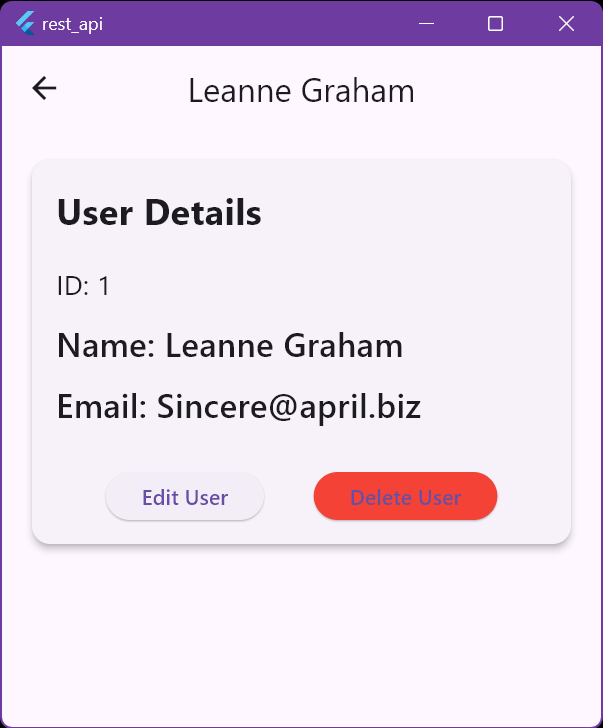 rest_api
Leanne Graham
User Details
ID: 1
Name: Leanne Graham
Email: Sincere@april.biz
Edit User
Delete User